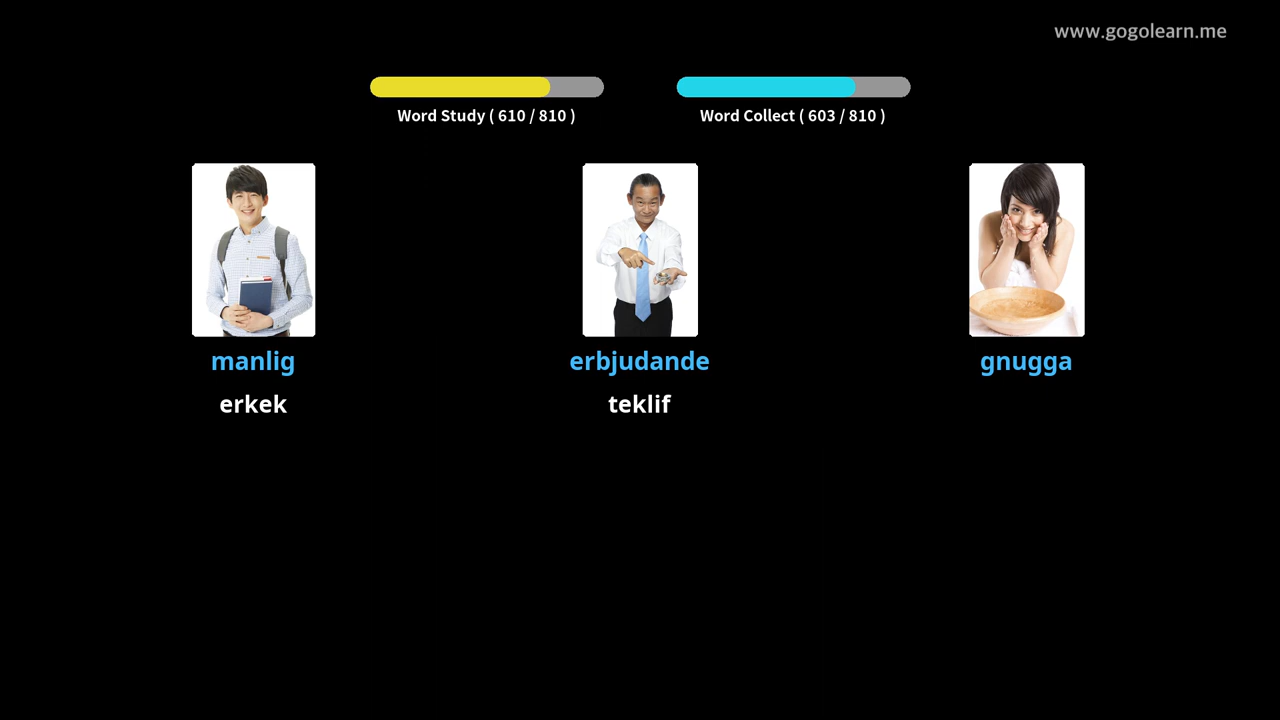 www.gogolearn.me
Word Study ( 610 / 810 )
Word Collect ( 603 / 810 )
manlig
erbjudande
gnugga
erkek
teklif